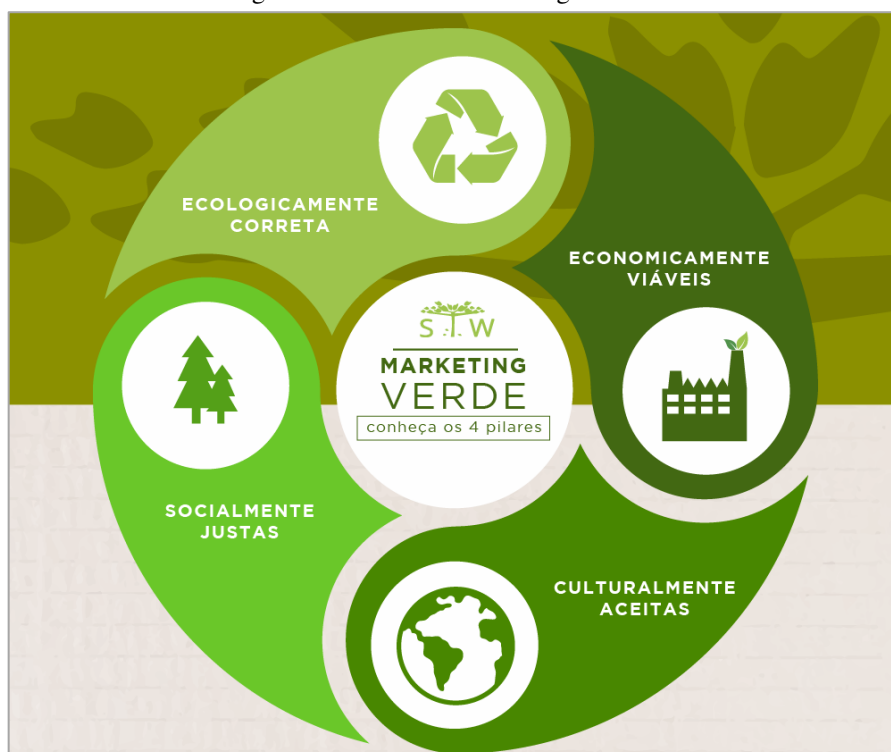 ECOLOGICAMENTE
CORRETA
ECONOMICAMENTE
VIÁVEIS
S W
MARKETING
VERDE
conheça os 4 pilares
SOCIALMENTE
JUSTAS
CULTURALMENTE
ACEITAS